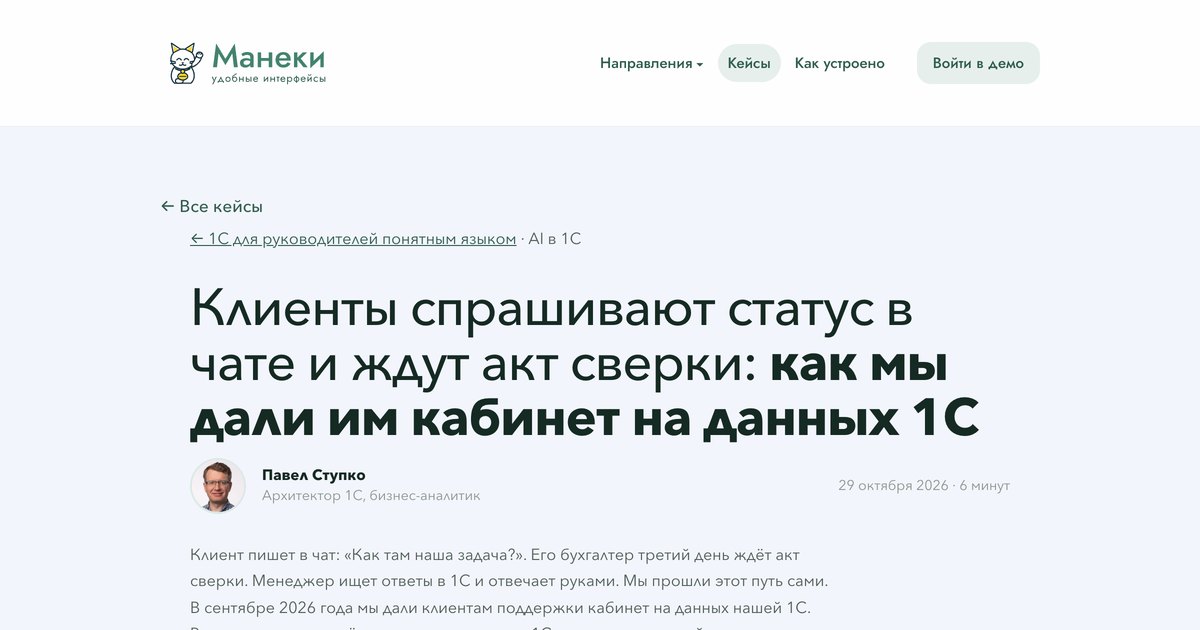 Манеки
удобные интерфейсы
Направления
Кейсы
Как устроено
Войти в демо
← Все кейсы
← 1С для руководителей понятным языком · AI в 1С
Клиенты спрашивают статус в
чате и ждут акт сверки: как мы
дали им кабинет на данных 1С
Павел Ступко
Архитектор 1С, бизнес-аналитик
29 октября 2026 · 6 минут
Клиент пишет в чат: «Как там наша задача?». Его бухгалтер третий день ждёт акт
сверки. Менеджер ищет ответы в 1С и отвечает руками. Мы прошли этот путь сами.
В сентябре 2026 года мы дали клиентам поддержки кабинет на данных нашей 1С.